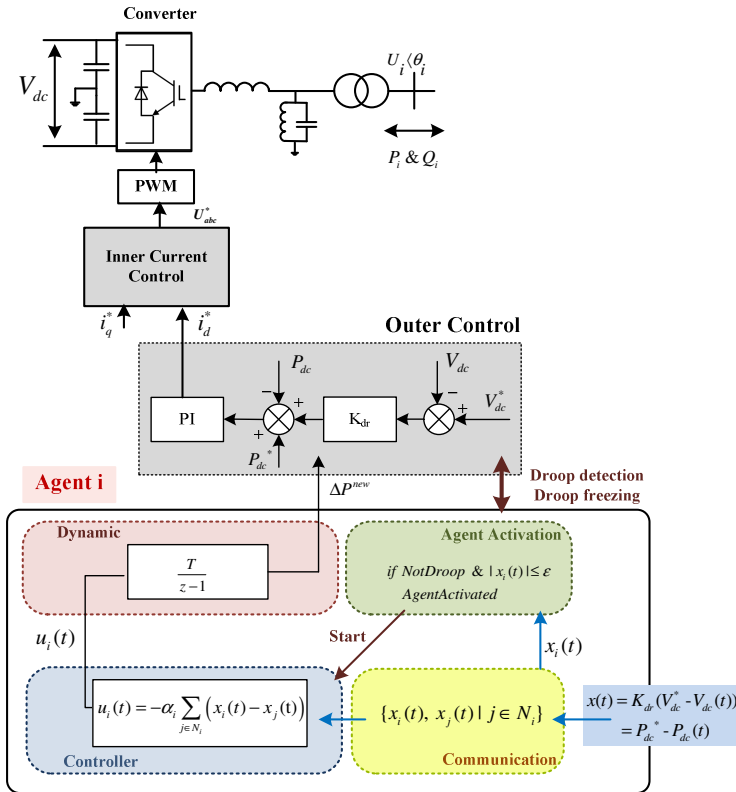 Converter
V_dc
U_i⟨θ_i
P_i & Q_i
PWM
U*_abc
Inner Current
Control
i*_q
i*_d
Outer Control
P_dc
V_dc
−
−
+
+
V*_dc
PI
K_dr
+
P_dc*
Agent i
ΔP^new
Droop detection
Droop freezing
Dynamic
T
z−1
Agent Activation
if NotDroop & | x_i(t) | ≤ ε
AgentActivated
u_i(t)
Start
x_i(t)
u_i(t) = −α_i ∑_{j∈N_i} (x_i(t) − x_j(t))
Controller
{x_i(t), x_j(t) | j ∈ N_i}
Communication
x(t) = K_dr(V*_dc - V_dc(t))
= P_dc* - P_dc(t)